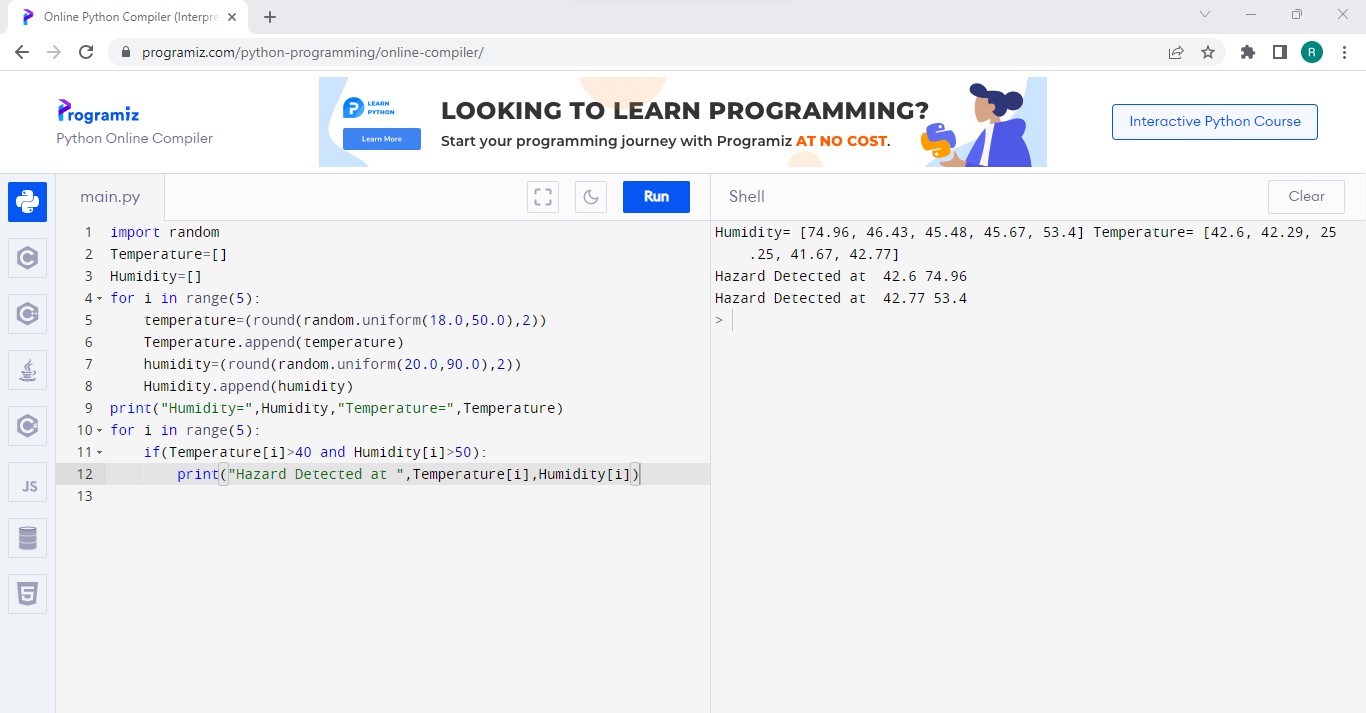 Online Python Compiler (Interpre
programiz.com/python-programming/online-compiler/
R
Programiz
Python Online Compiler
LEARN
PYTHON
Learn More
LOOKING TO LEARN PROGRAMMING?
Start your programming journey with Programiz AT NO COST.
Interactive Python Course
main.py
Run
Shell
Clear
1 import random
2 Temperature=[]
3 Humidity=[]
4 for i in range(5):
5     temperature=(round(random.uniform(18.0,50.0),2))
6     Temperature.append(temperature)
7     humidity=(round(random.uniform(20.0,90.0),2))
8     Humidity.append(humidity)
9 print("Humidity=",Humidity,"Temperature=",Temperature)
10 for i in range(5):
11     if(Temperature[i]>40 and Humidity[i]>50):
12         print("Hazard Detected at ",Temperature[i],Humidity[i])
13
Humidity= [74.96, 46.43, 45.48, 45.67, 53.4] Temperature= [42.6, 42.29, 25
    .25, 41.67, 42.77]
Hazard Detected at  42.6 74.96
Hazard Detected at  42.77 53.4
>
C
C
C
JS
5